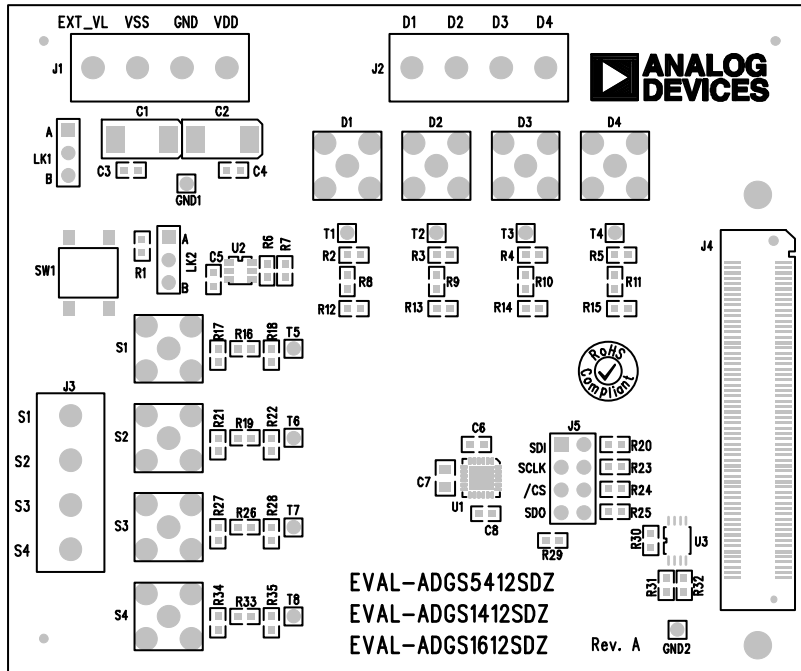 EXT_VL VSS GND VDD
J1
D1 D2 D3 D4
J2
ANALOG
DEVICES
C1 C2
A
LK1
B
C3
C4
GND1
D1 D2 D3 D4
J4
SW1
R1
A
LK2
B
C5
U2
R6
R7
T1 T2 T3 T4
R2 R3 R4 R5
R8 R9 R10 R11
R12 R13 R14 R15
S1
R17
R16
R18
T5
RoHS
Compliant
J3
S1
S2
S3
S4
S2
R21
R19
R22
T6
S3
R27
R26
R28
T7
S4
R34
R33
R35
T8
C6
C7
U1
C8
J5
SDI
SCLK
/CS
SDO
R20
R23
R24
R25
R29
R30
U3
R31
R32
EVAL-ADGS5412SDZ
EVAL-ADGS1412SDZ
EVAL-ADGS1612SDZ
Rev. A
GND2